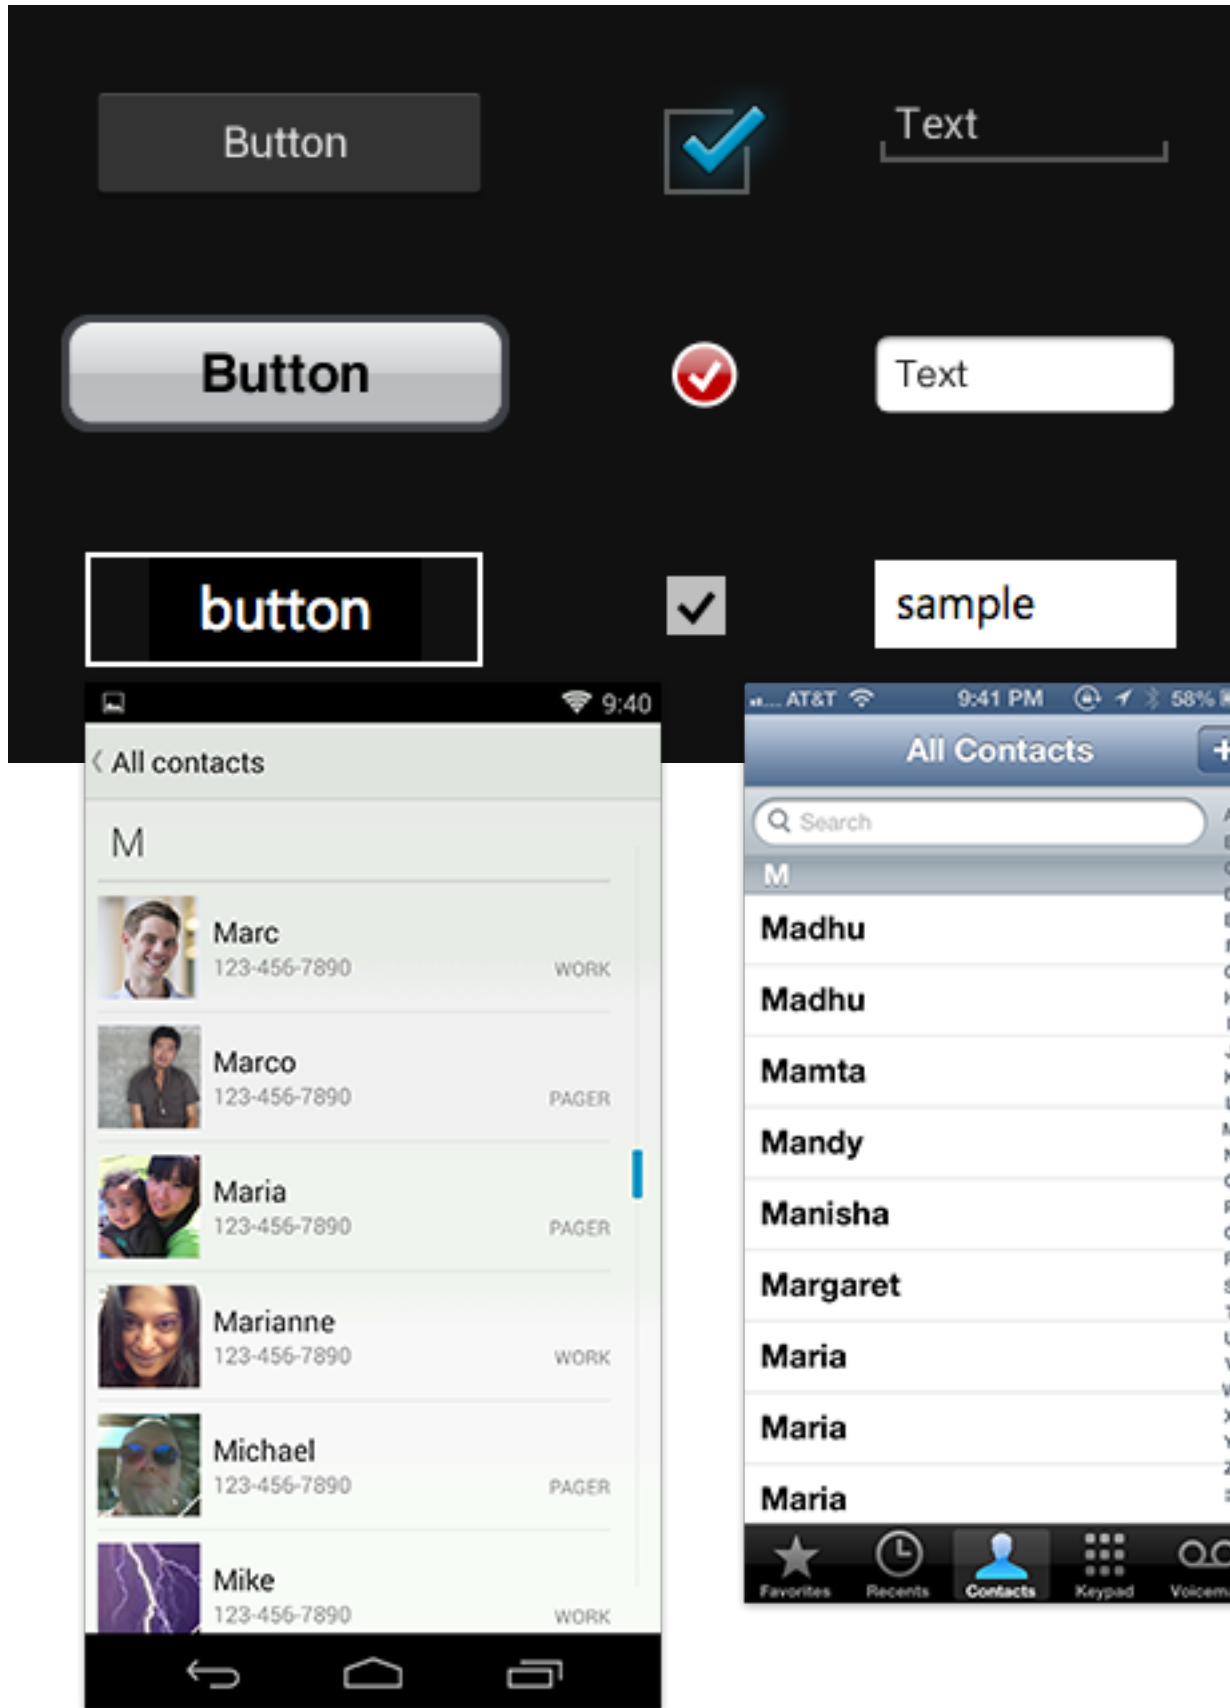 Button
Text
Button
Text
button
sample
9:40
All contacts
M
Marc
123-456-7890
WORK
Marco
123-456-7890
PAGER
Maria
123-456-7890
PAGER
Marianne
123-456-7890
WORK
Michael
123-456-7890
PAGER
Mike
123-456-7890
WORK
AT&T 9:41 PM 58%
All Contacts
Search
M
Madhu
Madhu
Mamta
Mandy
Manisha
Margaret
Maria
Maria
Maria
Favorites Recents Contacts Keypad